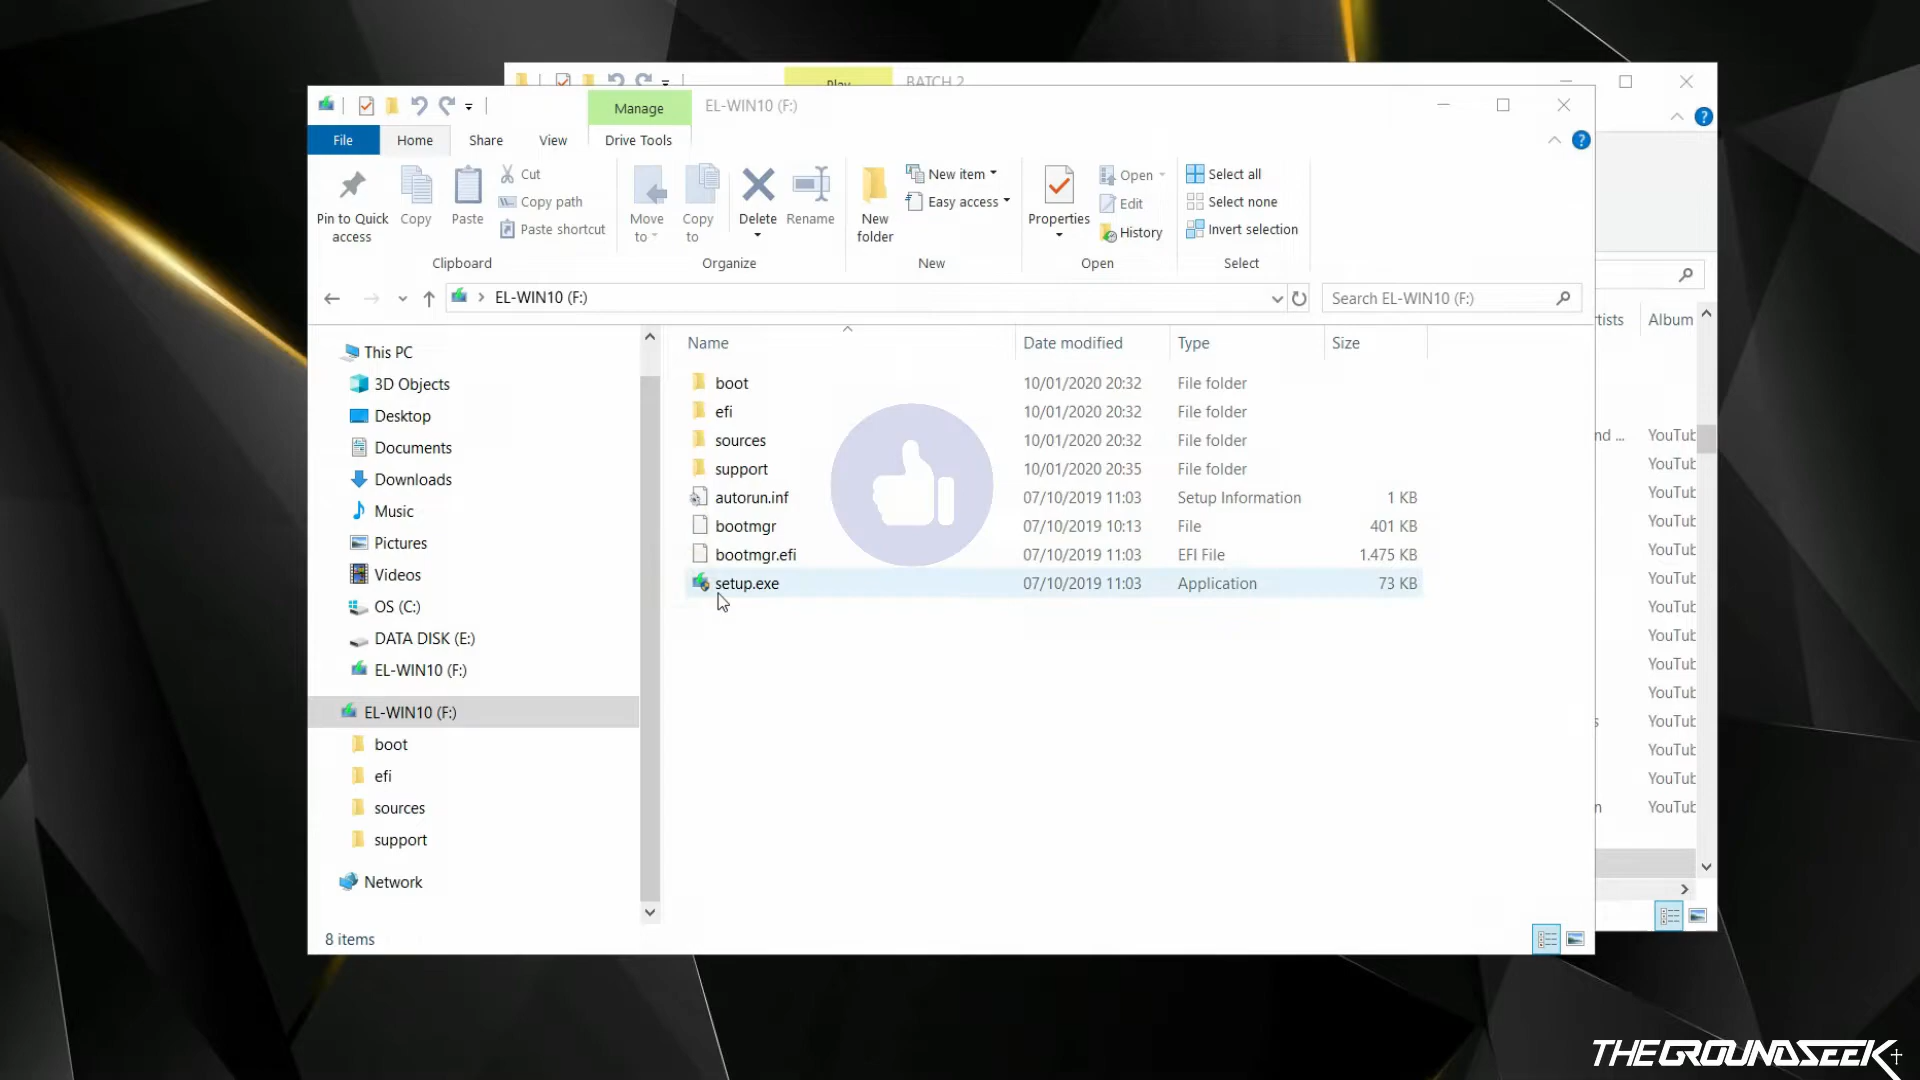 Play
BATCH 2
Manage
EL-WIN10 (F:)
File
Home
Share
View
Drive Tools
Pin to Quick access
Copy
Paste
Cut
Copy path
Paste shortcut
Clipboard
Move to
Copy to
Delete
Rename
Organize
New folder
New item
Easy access
New
Properties
Open
Edit
History
Open
Select all
Select none
Invert selection
Select
EL-WIN10 (F:)
Search EL-WIN10 (F:)
This PC
3D Objects
Desktop
Documents
Downloads
Music
Pictures
Videos
OS (C:)
DATA DISK (E:)
EL-WIN10 (F:)
EL-WIN10 (F:)
boot
efi
sources
support
Network
8 items
Name Date modified Type Size
boot 10/01/2020 20:32 File folder
efi 10/01/2020 20:32 File folder
sources 10/01/2020 20:32 File folder
support 10/01/2020 20:35 File folder
autorun.inf 07/10/2019 11:03 Setup Information 1 KB
bootmgr 07/10/2019 10:13 File 401 KB
bootmgr.efi 07/10/2019 11:03 EFI File 1.475 KB
setup.exe 07/10/2019 11:03 Application 73 KB
Album
THEGROUNDSEEK